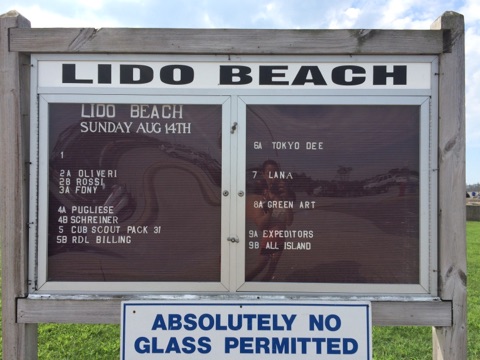 LIDO BEACH
LIDO BEACH
SUNDAY AUG 14TH
1
2A OLIVERI
2B ROSSI
3A FDNY
4A PUGLIESE
4B SCHREINER
5 CUB SCOUT PACK 31
5B RDL BILLING
6A TOKYO DEE
7 LANA
8A GREEN ART
9A EXPEDITORS
9B ALL ISLAND
ABSOLUTELY NO
GLASS PERMITTED